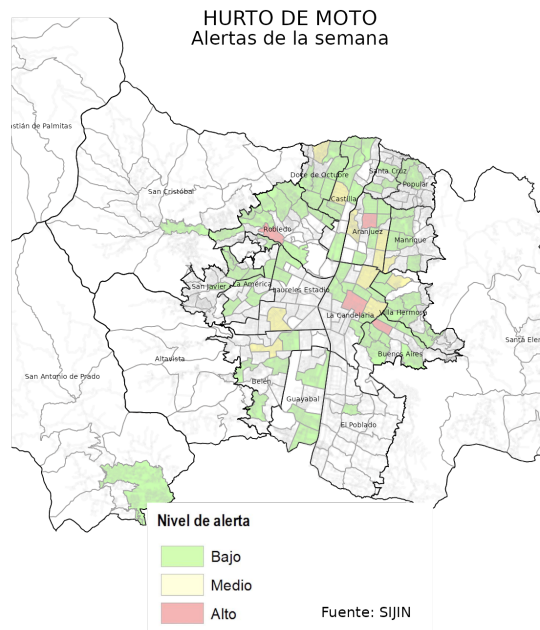 HURTO DE MOTO
Alertas de la semana
stián de Palmitas
Doce de Octubre
Santa Cruz
Popular
San Cristóbal
Castilla
Robledo
Aranjuez
Manrique
San Javier
La América
Laureles Estadio
La Candelaria
Villa Hermosa
Santa Elen
Altavista
Buenos Aires
San Antonio de Prado
Belén
Guayabal
El Poblado
Nivel de alerta
Bajo
Medio
Alto
Fuente: SIJIN